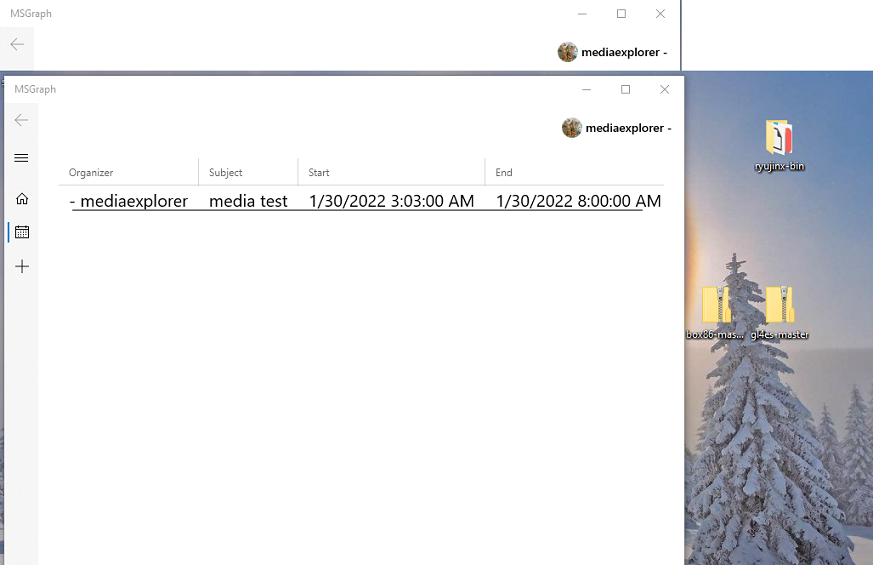 MSGraph
mediaexplorer -
MSGraph
mediaexplorer -
Organizer Subject Start End
- mediaexplorer media test 1/30/2022 3:03:00 AM 1/30/2022 8:00:00 AM
ryujinx-bin
box86-mas... gl4es-master